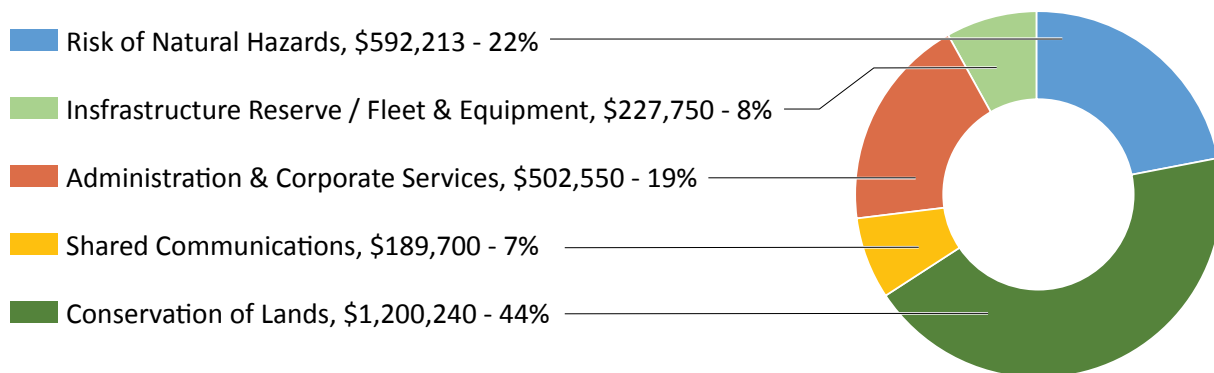 Risk of Natural Hazards, $592,213 - 22%
Insfrastructure Reserve / Fleet & Equipment, $227,750 - 8%
Administration & Corporate Services, $502,550 - 19%
Shared Communications, $189,700 - 7%
Conservation of Lands, $1,200,240 - 44%